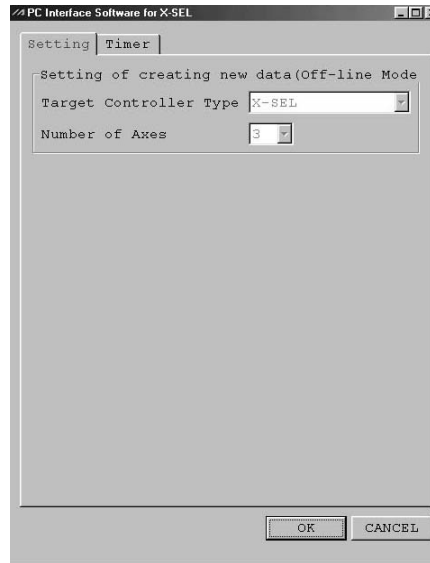 PC Interface Software for X-SEL
Setting Timer
Setting of creating new data(Off-line Mode
Target Controller Type X-SEL
Number of Axes 3
OK CANCEL